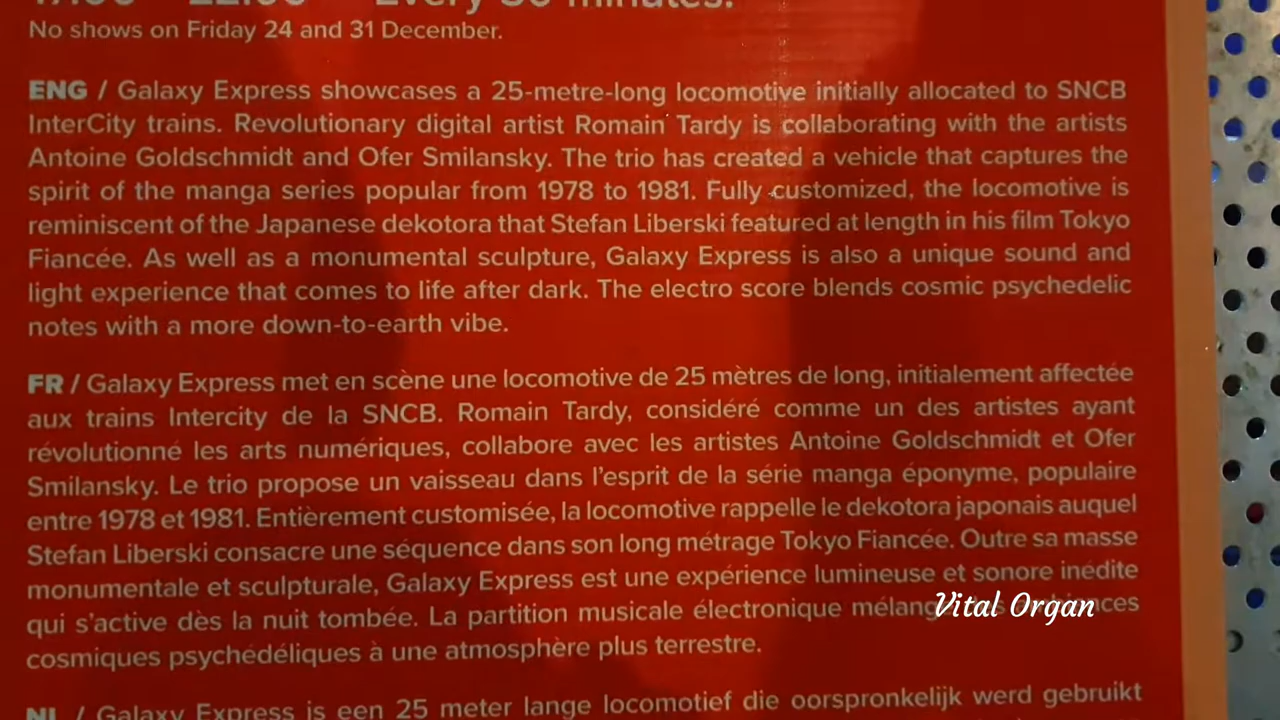 No shows on Friday 24 and 31 December.
ENG / Galaxy Express showcases a 25-metre-long locomotive initially allocated to SNCB
InterCity trains. Revolutionary digital artist Romain Tardy is collaborating with the artists
Antoine Goldschmidt and Ofer Smilansky. The trio has created a vehicle that captures the
spirit of the manga series popular from 1978 to 1981. Fully customized, the locomotive is
reminiscent of the Japanese dekotora that Stefan Liberski featured at length in his film Tokyo
Fiancée. As well as a monumental sculpture, Galaxy Express is also a unique sound and
light experience that comes to life after dark. The electro score blends cosmic psychedelic
notes with a more down-to-earth vibe.
FR / Galaxy Express met en scène une locomotive de 25 mètres de long, initialement affectée
aux trains Intercity de la SNCB. Romain Tardy, considéré comme un des artistes ayant
révolutionné les arts numériques, collabore avec les artistes Antoine Goldschmidt et Ofer
Smilansky. Le trio propose un vaisseau dans l'esprit de la série manga éponyme, populaire
entre 1978 et 1981. Entièrement customisée, la locomotive rappelle le dekotora japonais auquel
Stefan Liberski consacre une séquence dans son long métrage Tokyo Fiancée. Outre sa masse
monumentale et sculpturale, Galaxy Express est une expérience lumineuse et sonore inédite
qui s'active dès la nuit tombée. La partition musicale électronique
Vital Organ
cosmiques psychédéliques à une atmosphère plus terrestre.
NL / Galaxy Express is een 25 meter lange locomotief die oorspronkelijk werd gebruikt